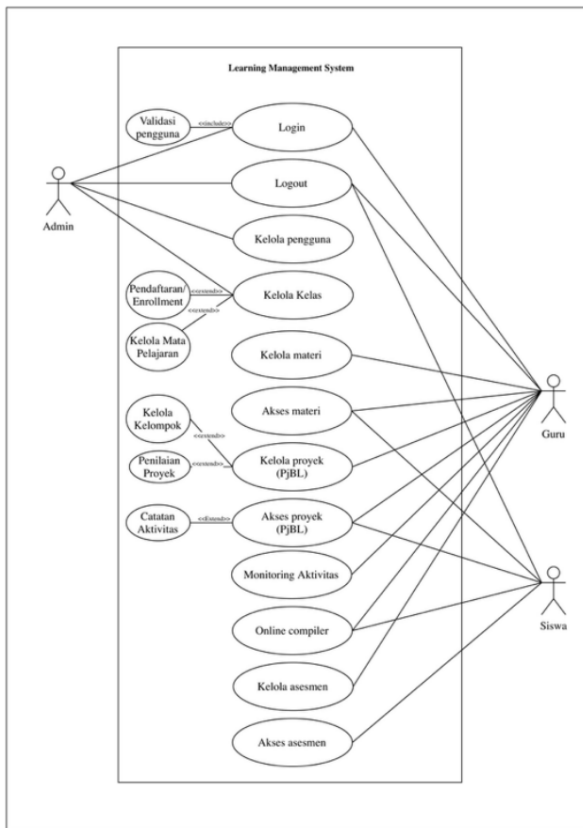 Learning Management System
Validasi
pengguna
<<include>>
Login
Logout
Admin
Kelola pengguna
Pendaftaran/
Enrollment
<<extend>>
Kelola Kelas
<<extend>>
Kelola Mata
Pelajaran
Kelola materi
Akses materi
Guru
Kelola
Kelompok
<<extend>>
Penilaian
Proyek
<<extend>>
Kelola proyek
(PjBL)
Catatan
Aktivitas
Akses proyek
(PjBL)
Monitoring Aktivitas
Siswa
Online compiler
Kelola asesmen
Akses asesmen